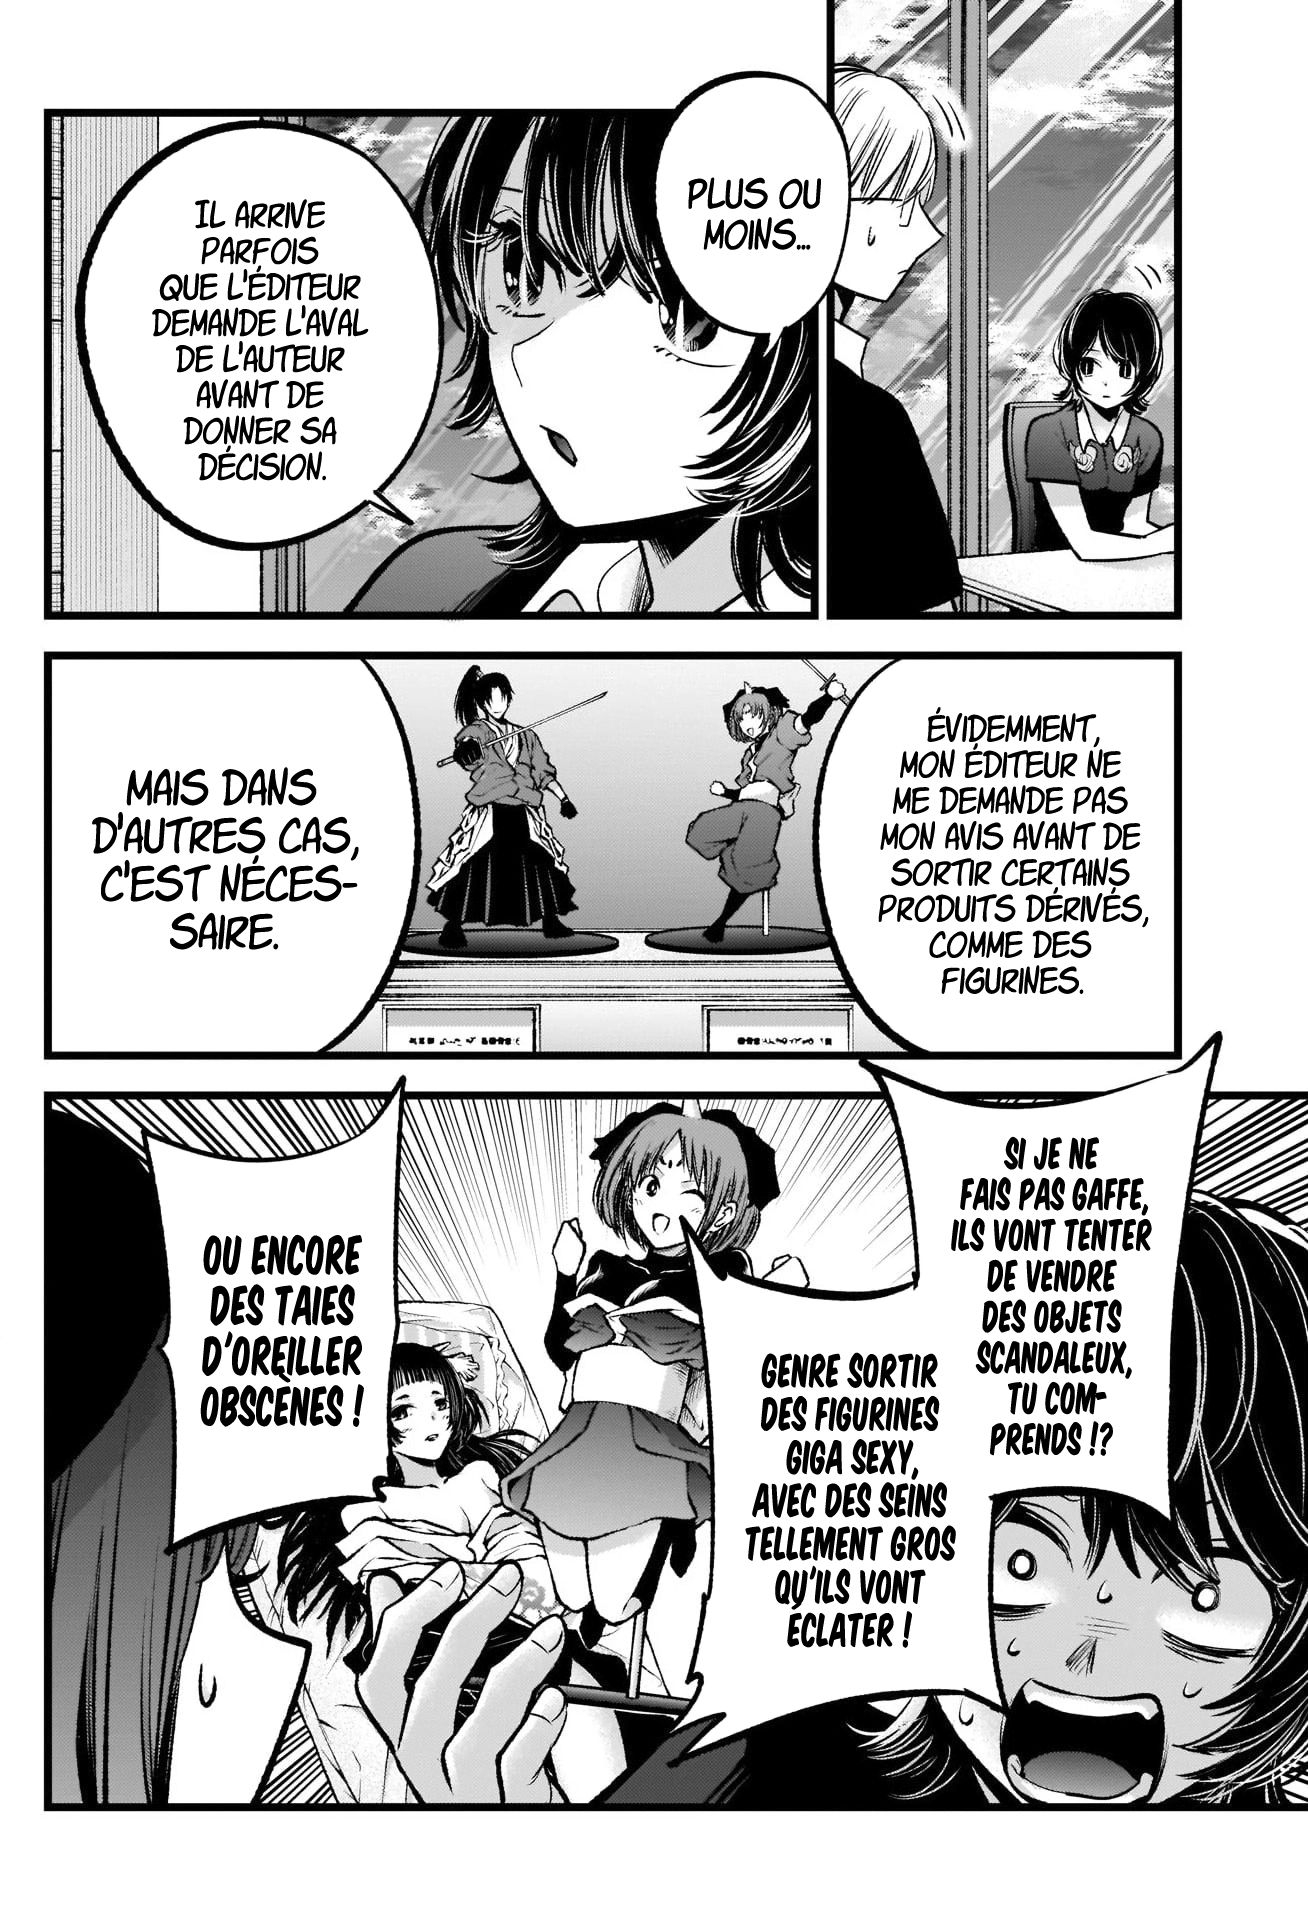 PLUS OU
MOINS...
IL ARRIVE
PARFOIS
QUE L'ÉDITEUR
DEMANDE L'AVAL
DE L'AUTEUR
AVANT DE
DONNER SA
DÉCISION.
ÉVIDEMMENT,
MON ÉDITEUR NE
ME DEMANDE PAS
MON AVIS AVANT DE
SORTIR CERTAINS
PRODUITS DÉRIVÉS,
COMME DES
FIGURINES.
MAIS DANS
D'AUTRES CAS,
C'EST NÉCES-
SAIRE.
SI JE NE
FAIS PAS GAFFE,
ILS VONT TENTER
DE VENDRE
DES OBJETS
SCANDALEUX,
TU COM-
PRENDS !?
GENRE SORTIR
DES FIGURINES
GIGA SEXY,
AVEC DES SEINS
TELLEMENT GROS
QU'ILS VONT
ÉCLATER !
OU ENCORE
DES TAIES
D'OREILLER
OBSCÈNES !